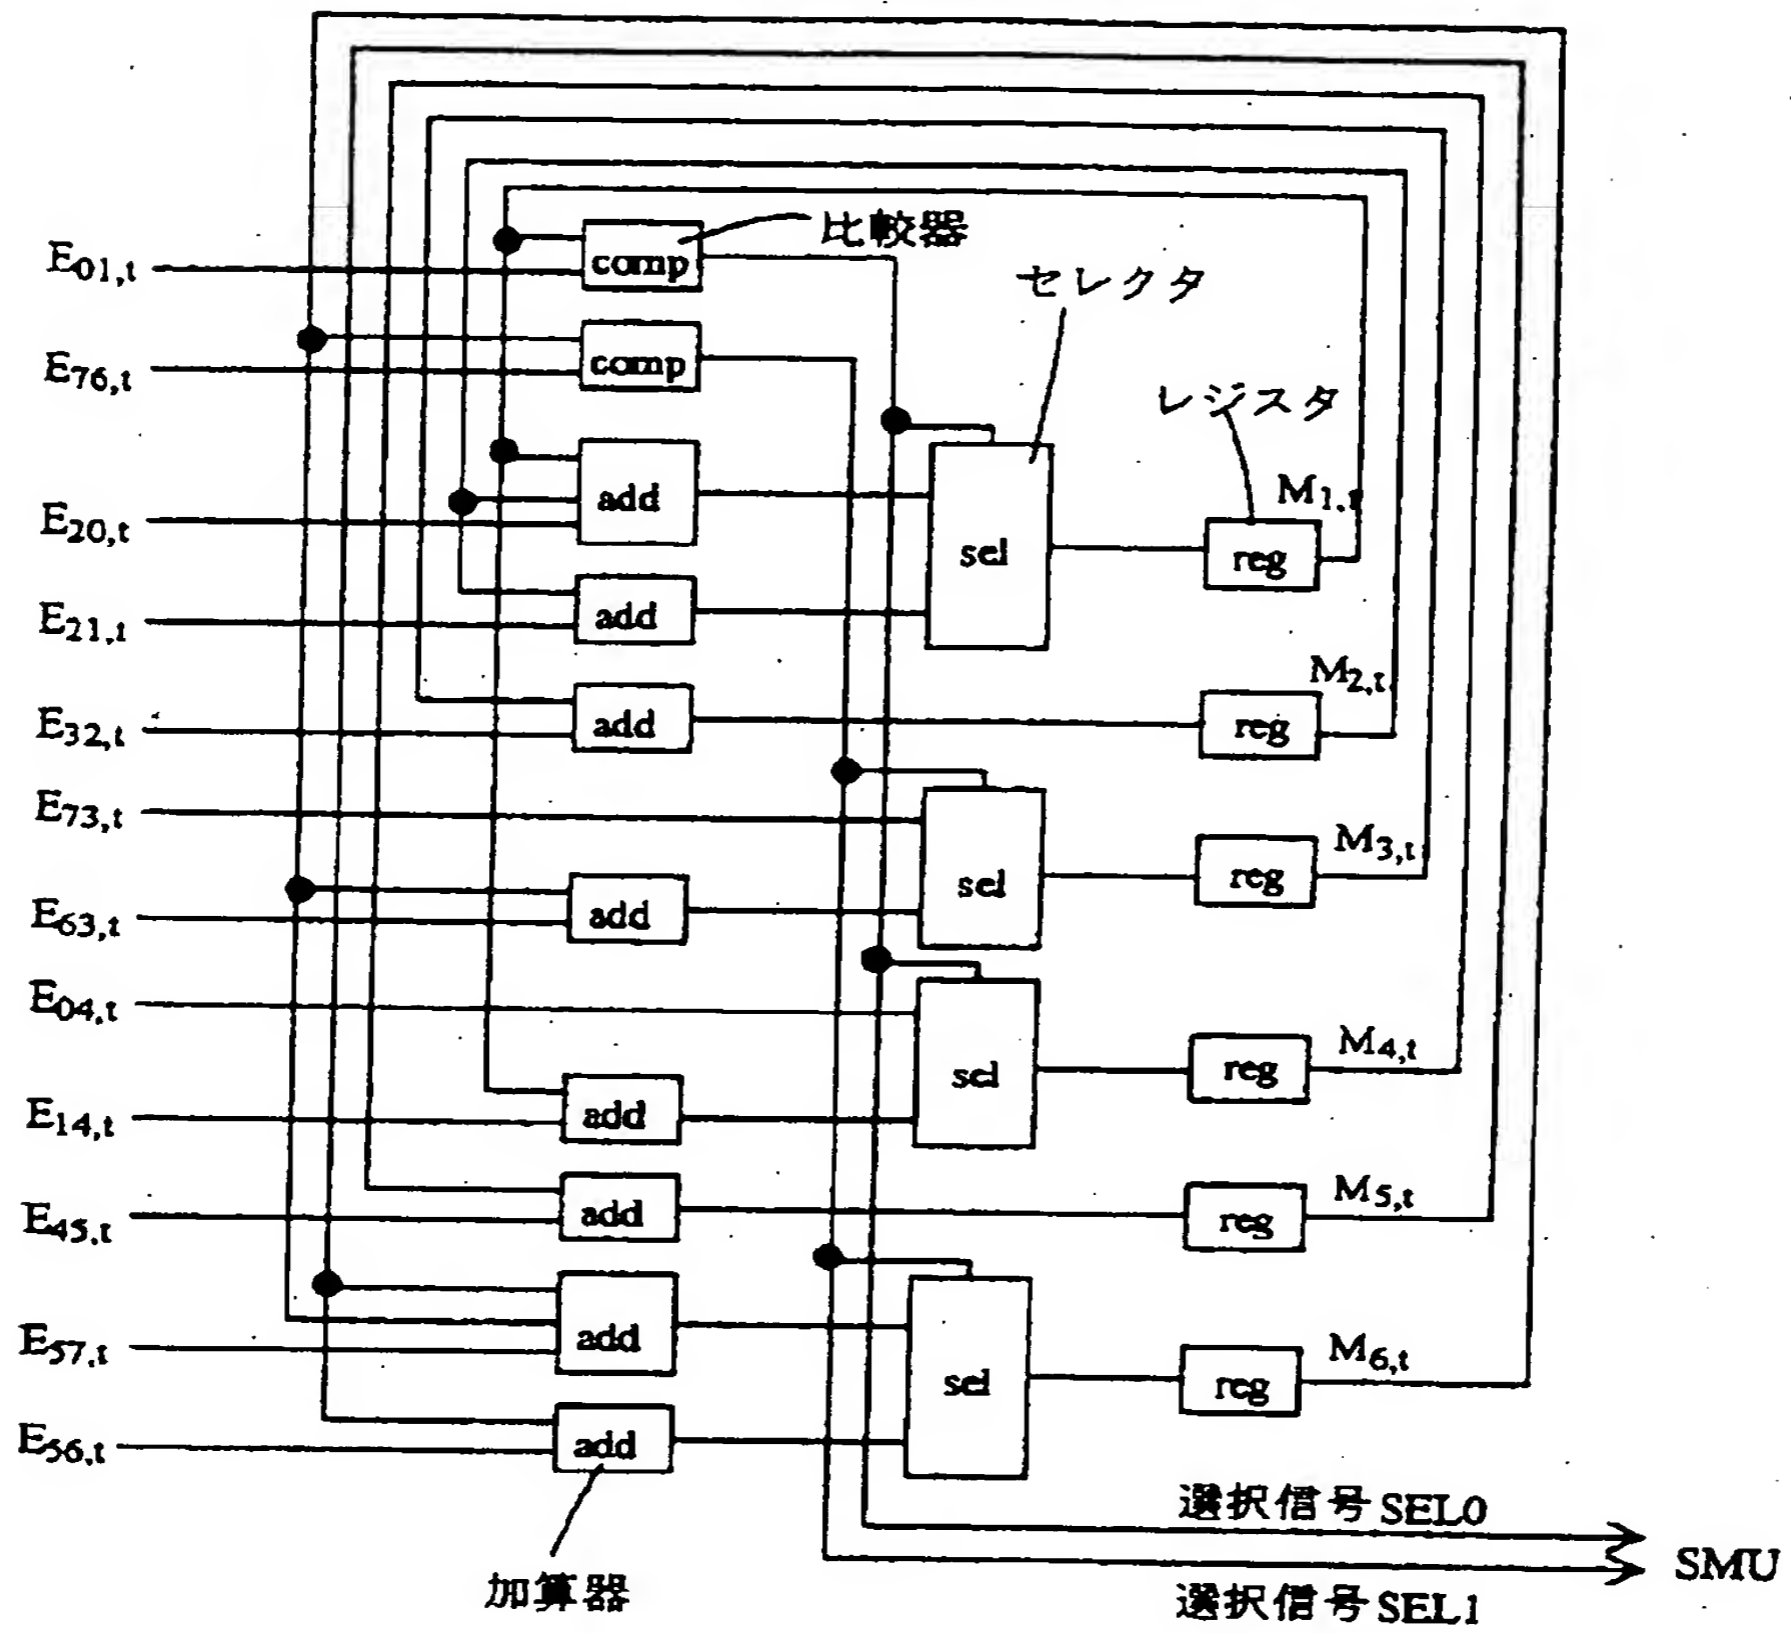 比較器
E01,t
comp
セレクタ
E76,t
comp
レジスタ
M1,t
E20,t
add
sel
reg
E21,t
add
M2,t
E32,t
add
reg
E73,t
M3,t
sel
reg
E63,t
add
E04,t
M4,t
sel
reg
E14,t
add
M5,t
E45,t
add
reg
E57,t
add
M6,t
sel
reg
E56,t
add
選択信号 SEL0
SMU
加算器
選択信号 SEL1